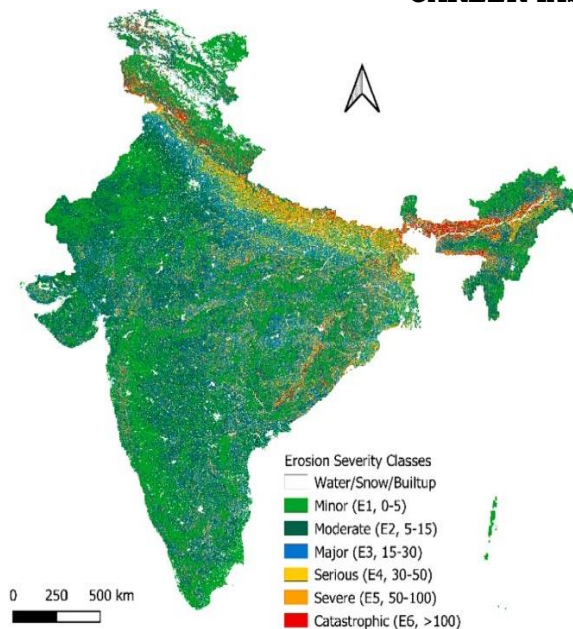 Erosion Severity Classes
Water/Snow/Builtup
Minor (E1, 0-5)
Moderate (E2, 5-15)
Major (E3, 15-30)
Serious (E4, 30-50)
Severe (E5, 50-100)
Catastrophic (E6, >100)
0 250 500 km